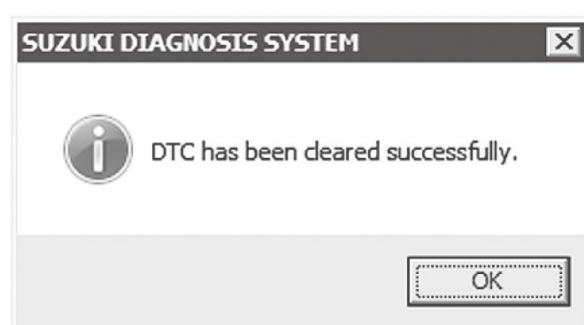 SUZUKI DIAGNOSIS SYSTEM
DTC has been cleared successfully.
OK